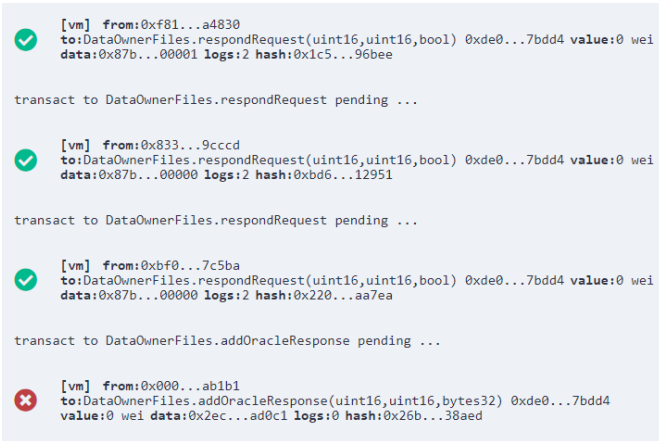 [vm] from:0xf81...a4830
to:DataOwnerFiles.respondRequest(uint16,uint16,bool) 0xde0...7bdd4 value:0 wei
data:0x87b...00001 logs:2 hash:0x1c5...96bee
transact to DataOwnerFiles.respondRequest pending ...
[vm] from:0x833...9cccd
to:DataOwnerFiles.respondRequest(uint16,uint16,bool) 0xde0...7bdd4 value:0 wei
data:0x87b...00000 logs:2 hash:0xbd6...12951
transact to DataOwnerFiles.respondRequest pending ...
[vm] from:0xbf0...7c5ba
to:DataOwnerFiles.respondRequest(uint16,uint16,bool) 0xde0...7bdd4 value:0 wei
data:0x87b...00000 logs:2 hash:0x220...aa7ea
transact to DataOwnerFiles.addOracleResponse pending ...
[vm] from:0x000...ab1b1
to:DataOwnerFiles.addOracleResponse(uint16,uint16,bytes32) 0xde0...7bdd4
value:0 wei data:0x2ec...ad0c1 logs:0 hash:0x26b...38aed